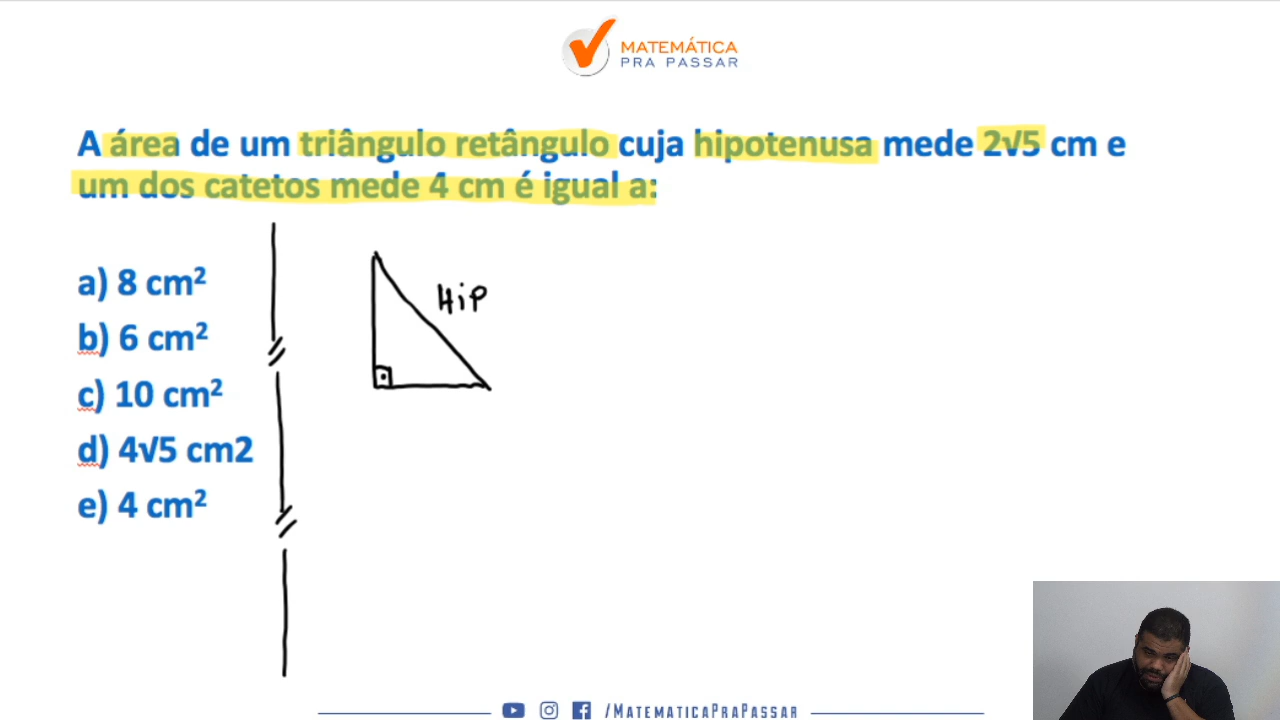 MATEMÁTICA
PRA PASSAR
A área de um triângulo retângulo cuja hipotenusa mede 2√5 cm e
um dos catetos mede 4 cm é igual a:
a) 8 cm²
b) 6 cm²
c) 10 cm²
d) 4√5 cm2
e) 4 cm²
HiP
/MATEMATICAPRAPASSAR